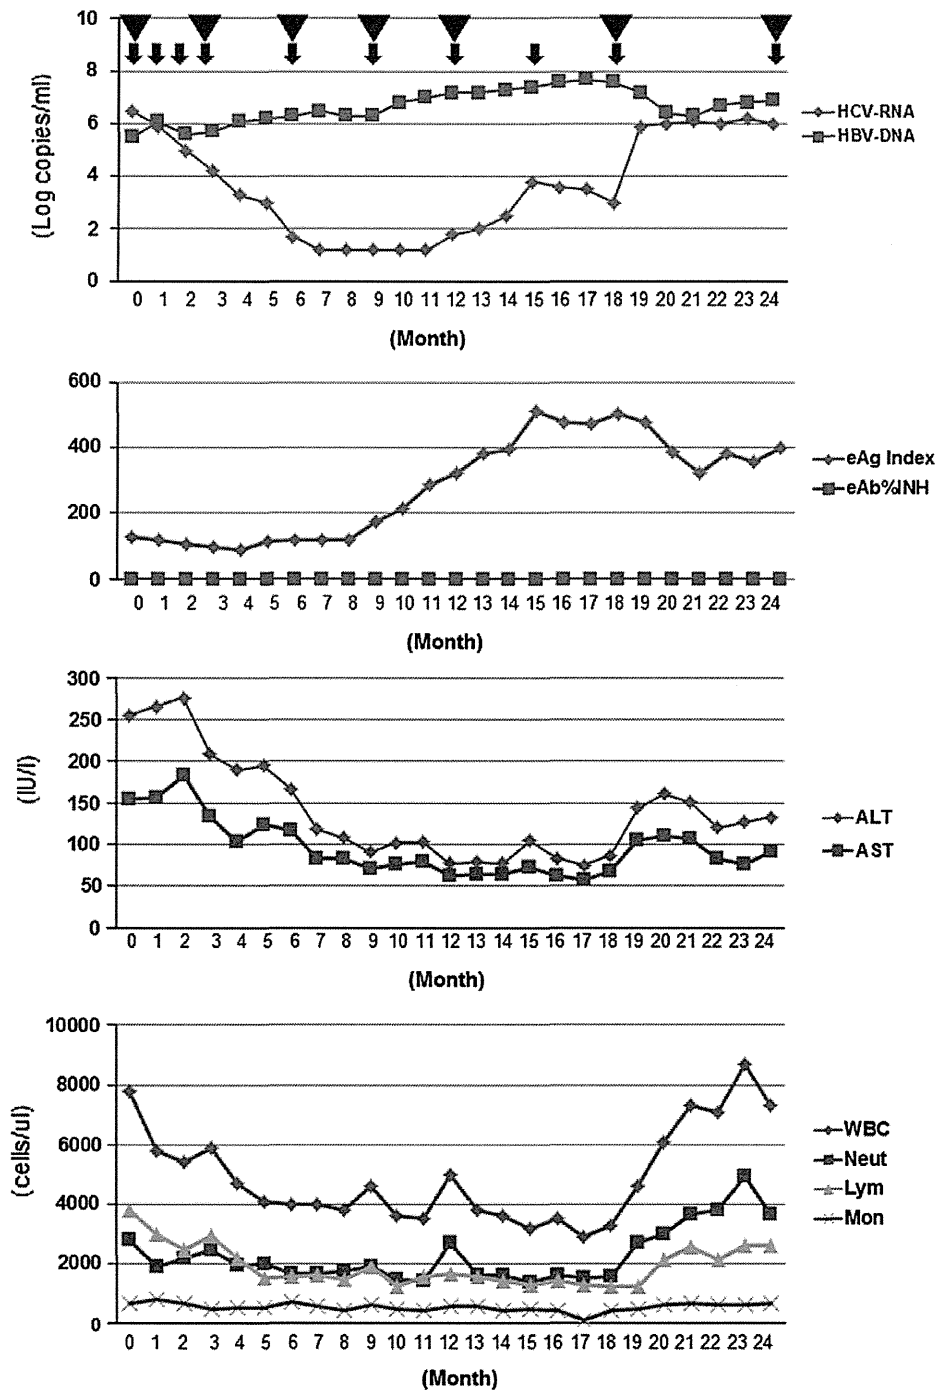 10
8
6
4
2
0
(Log copies/ml)
HCV-RNA
HBV-DNA
0 1 2 3 4 5 6 7 8 9 10 11 12 13 14 15 16 17 18 19 20 21 22 23 24
(Month)
600
400
200
0
eAg Index
eAb%INH
0 1 2 3 4 5 6 7 8 9 10 11 12 13 14 15 16 17 18 19 20 21 22 23 24
(Month)
300
250
200
150
100
50
0
(IU/l)
ALT
AST
0 1 2 3 4 5 6 7 8 9 10 11 12 13 14 15 16 17 18 19 20 21 22 23 24
(Month)
10000
8000
6000
4000
2000
0
(cells/ul)
WBC
Neut
Lym
Mon
0 1 2 3 4 5 6 7 8 9 10 11 12 13 14 15 16 17 18 19 20 21 22 23 24
(Month)